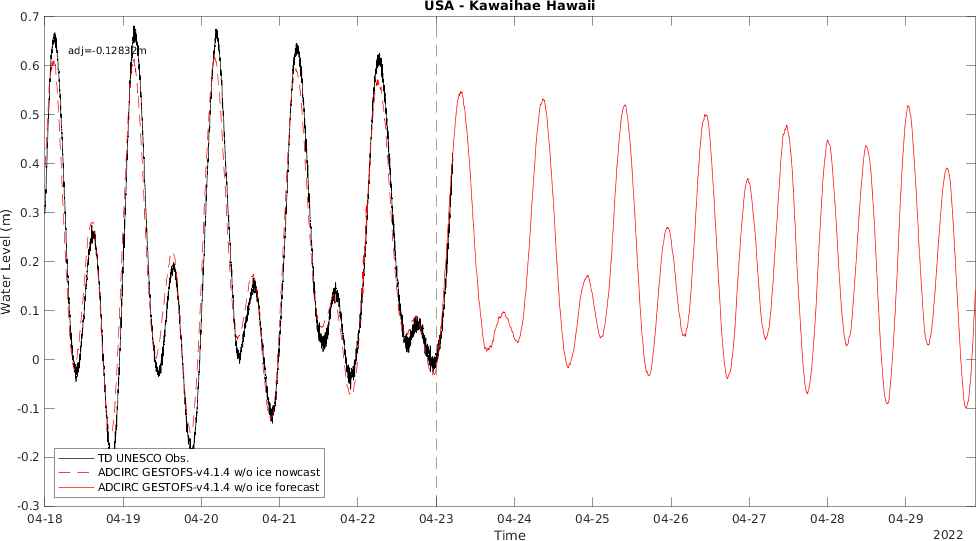 USA - Kawaihae Hawaii
adj=-0.12832m
Water Level (m)
0.7
0.6
0.5
0.4
0.3
0.2
0.1
0
-0.1
-0.2
-0.3
TD UNESCO Obs.
ADCIRC GESTOFS-v4.1.4 w/o ice nowcast
ADCIRC GESTOFS-v4.1.4 w/o ice forecast
04-18 04-19 04-20 04-21 04-22 04-23 04-24 04-25 04-26 04-27 04-28 04-29
Time
2022